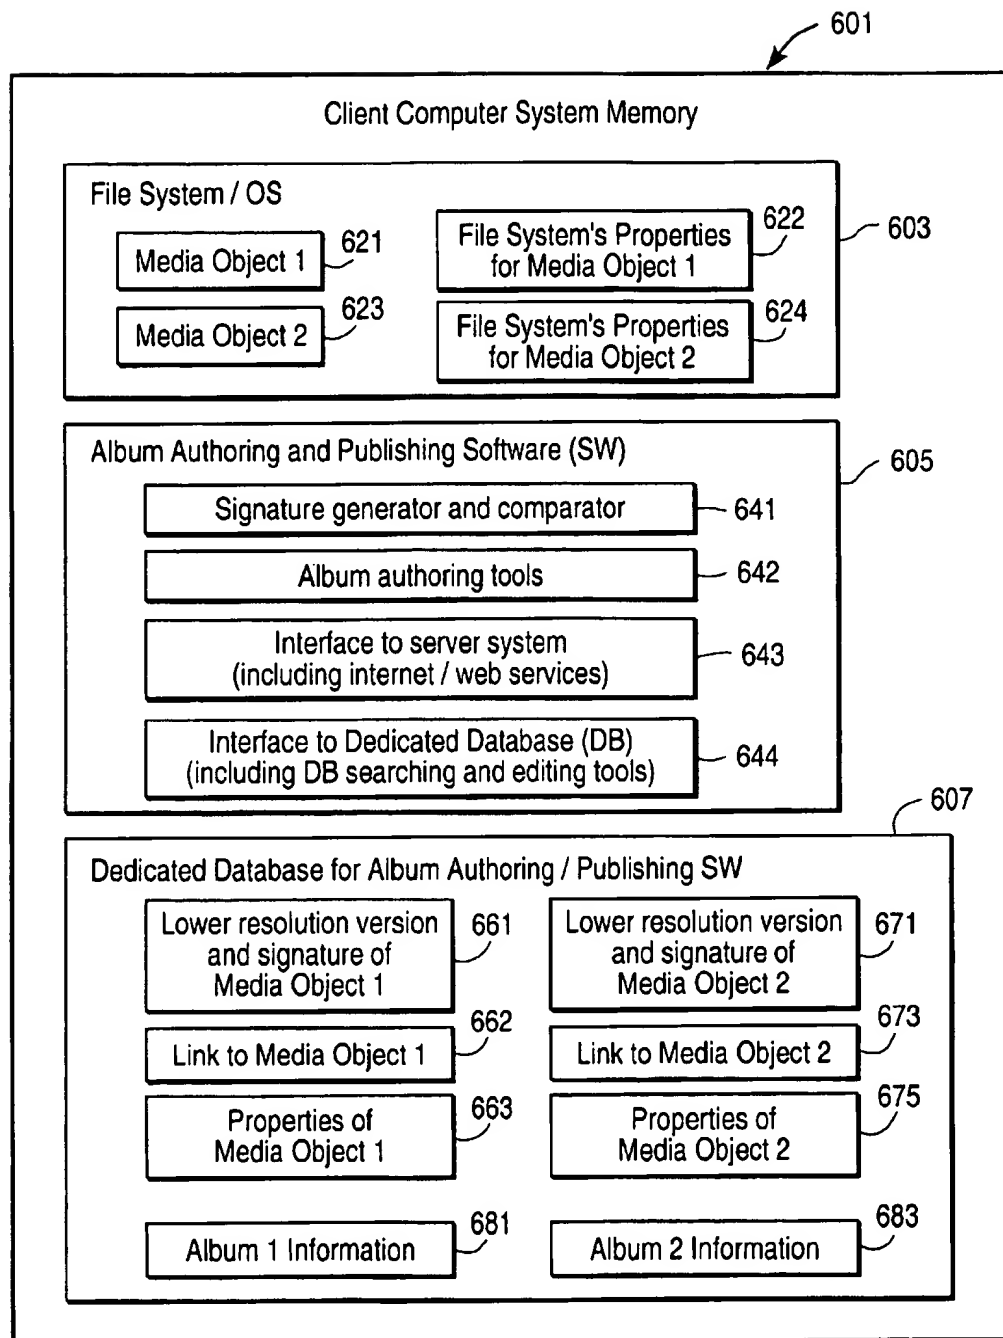 601
Client Computer System Memory
File System / OS
603
Media Object 1
621
File System's Properties
for Media Object 1
622
Media Object 2
623
File System's Properties
for Media Object 2
624
Album Authoring and Publishing Software (SW)
605
Signature generator and comparator
641
Album authoring tools
642
Interface to server system
(including internet / web services)
643
Interface to Dedicated Database (DB)
(including DB searching and editing tools)
644
607
Dedicated Database for Album Authoring / Publishing SW
Lower resolution version
and signature of
Media Object 1
661
Lower resolution version
and signature of
Media Object 2
671
Link to Media Object 1
662
Link to Media Object 2
673
Properties of
Media Object 1
663
Properties of
Media Object 2
675
Album 1 Information
681
Album 2 Information
683